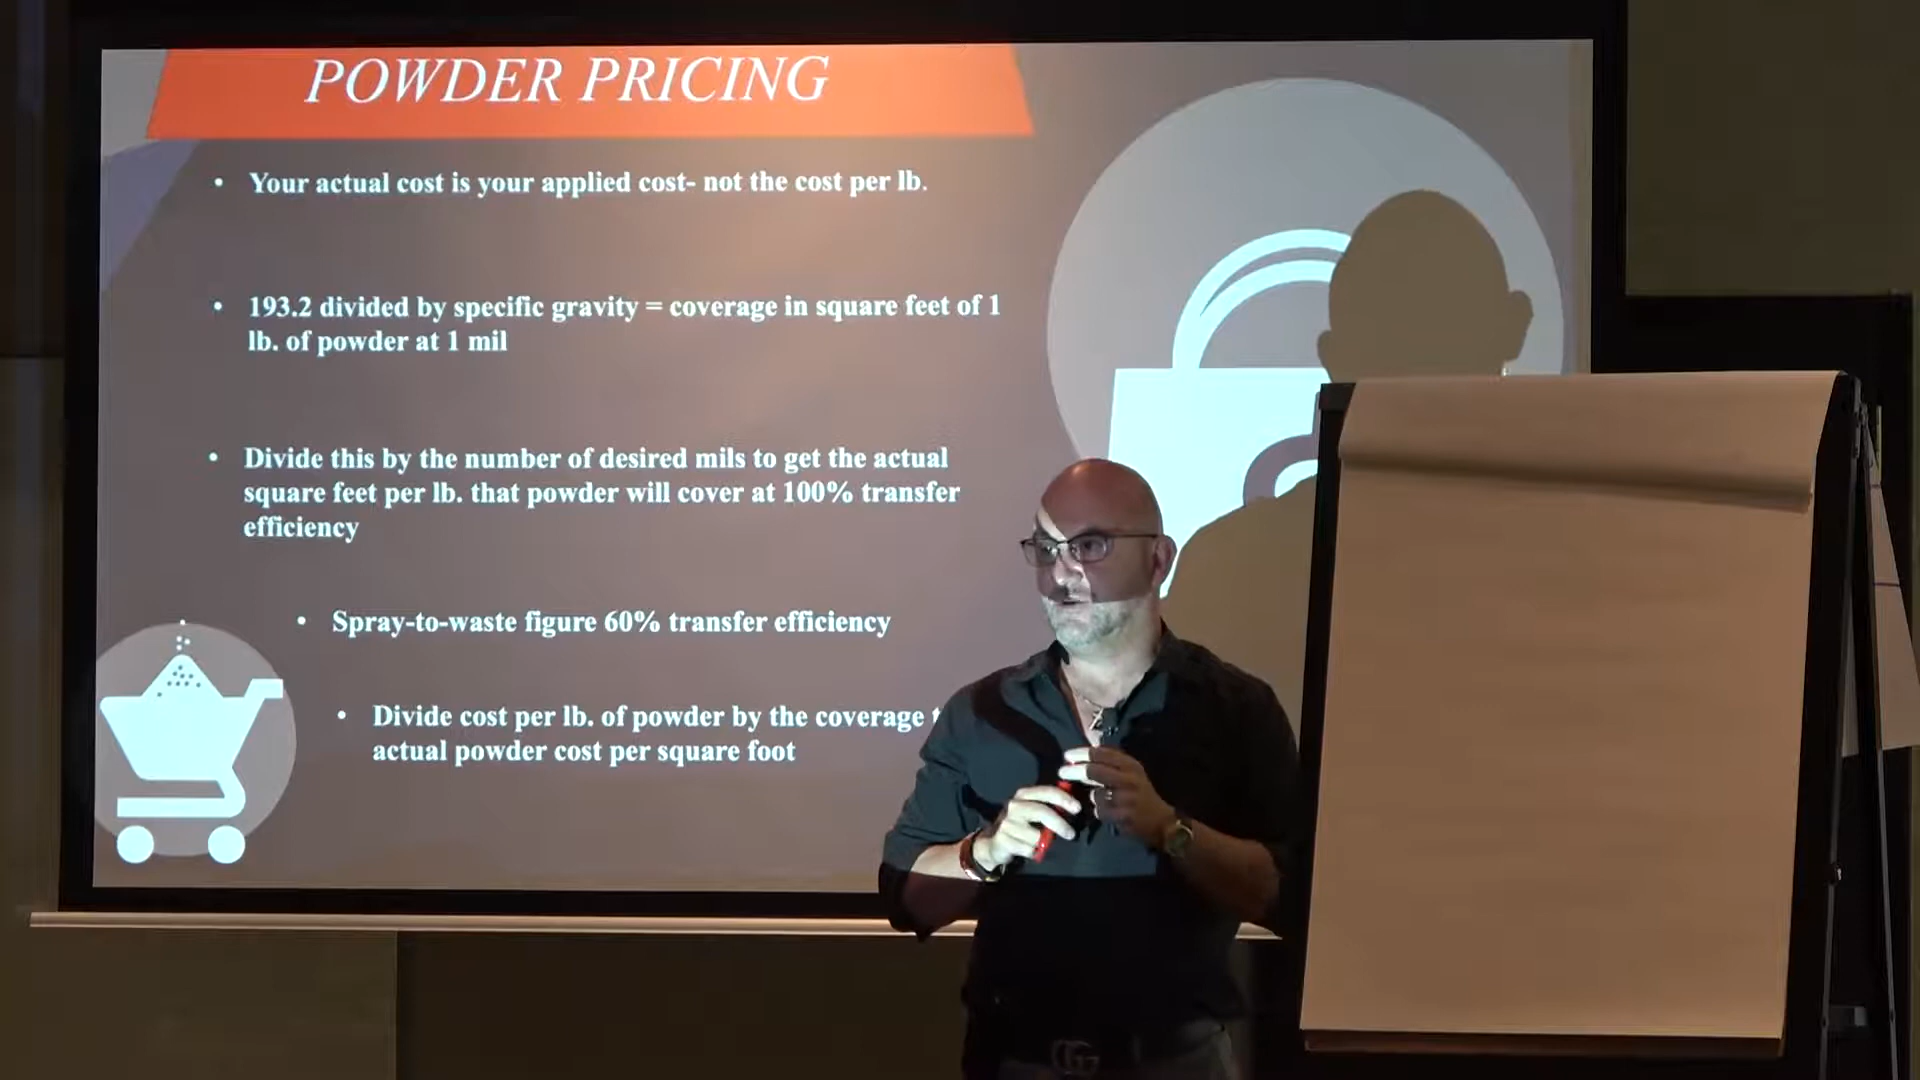 POWDER PRICING
• Your actual cost is your applied cost- not the cost per lb.
• 193.2 divided by specific gravity = coverage in square feet of 1
lb. of powder at 1 mil
• Divide this by the number of desired mils to get the actual
square feet per lb. that powder will cover at 100% transfer
efficiency
• Spray-to-waste figure 60% transfer efficiency
• Divide cost per lb. of powder by the coverage
actual powder cost per square foot